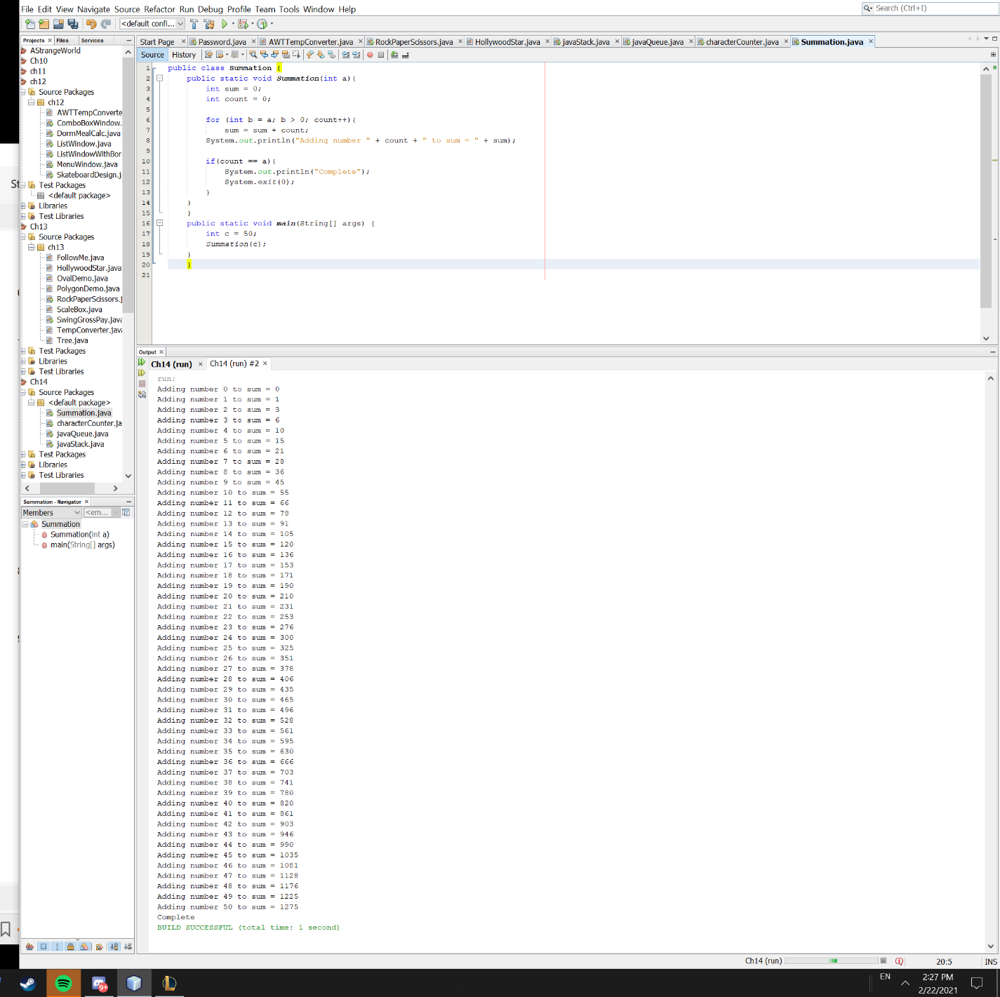 File Edit View Navigate Source Refactor Run Debug Profile Team Tools Window Help
Search (Ctrl+I)
<default confi...
Projects Files Services
AStrangeWorld
Ch10
ch11
ch12
Source Packages
ch12
AWTTempConverte
ComboBoxWindow.
DormMealCalc.java
ListWindow.java
ListWindowWithBor
MenuWindow.java
SkateboardDesign.j
Test Packages
<default package>
Libraries
Test Libraries
Ch13
Source Packages
ch13
FollowMe.java
HollywoodStar.java
OvalDemo.java
PolygonDemo.java
RockPaperScissors.j
ScaleBox.java
SwingGrossPay.java
TempConverter.java
Tree.java
Test Packages
Libraries
Test Libraries
Ch14
Source Packages
<default package>
Summation.java
characterCounter.ja
javaQueue.java
javaStack.java
Test Packages
Libraries
Test Libraries
Summation - Navigator
Members <em...
Summation
Summation(int a)
main(String[] args)
Start Page Password.java AWTTempConverter.java RockPaperScissors.java HollywoodStar.java javaStack.java javaQueue.java characterCounter.java Summation.java
Source History
1 public class Summation {
2 public static void Summation(int a){
3 int sum = 0;
4 int count = 0;
5
6 for (int b = a; b > 0; count++){
7 sum = sum + count;
8 System.out.println("Adding number " + count + " to sum = " + sum);
9
10 if(count == a){
11 System.out.println("Complete");
12 System.exit(0);
13 }
14 }
15 }
16 public static void main(String[] args) {
17 int c = 50;
18 Summation(c);
19 }
20 }
21
Output
Ch14 (run) Ch14 (run) #2
run:
Adding number 0 to sum = 0
Adding number 1 to sum = 1
Adding number 2 to sum = 3
Adding number 3 to sum = 6
Adding number 4 to sum = 10
Adding number 5 to sum = 15
Adding number 6 to sum = 21
Adding number 7 to sum = 28
Adding number 8 to sum = 36
Adding number 9 to sum = 45
Adding number 10 to sum = 55
Adding number 11 to sum = 66
Adding number 12 to sum = 78
Adding number 13 to sum = 91
Adding number 14 to sum = 105
Adding number 15 to sum = 120
Adding number 16 to sum = 136
Adding number 17 to sum = 153
Adding number 18 to sum = 171
Adding number 19 to sum = 190
Adding number 20 to sum = 210
Adding number 21 to sum = 231
Adding number 22 to sum = 253
Adding number 23 to sum = 276
Adding number 24 to sum = 300
Adding number 25 to sum = 325
Adding number 26 to sum = 351
Adding number 27 to sum = 378
Adding number 28 to sum = 406
Adding number 29 to sum = 435
Adding number 30 to sum = 465
Adding number 31 to sum = 496
Adding number 32 to sum = 528
Adding number 33 to sum = 561
Adding number 34 to sum = 595
Adding number 35 to sum = 630
Adding number 36 to sum = 666
Adding number 37 to sum = 703
Adding number 38 to sum = 741
Adding number 39 to sum = 780
Adding number 40 to sum = 820
Adding number 41 to sum = 861
Adding number 42 to sum = 903
Adding number 43 to sum = 946
Adding number 44 to sum = 990
Adding number 45 to sum = 1035
Adding number 46 to sum = 1081
Adding number 47 to sum = 1128
Adding number 48 to sum = 1176
Adding number 49 to sum = 1225
Adding number 50 to sum = 1275
Complete
BUILD SUCCESSFUL (total time: 1 second)
Ch14 (run) 20:5 INS
9+
EN 2:27 PM
2/22/2021